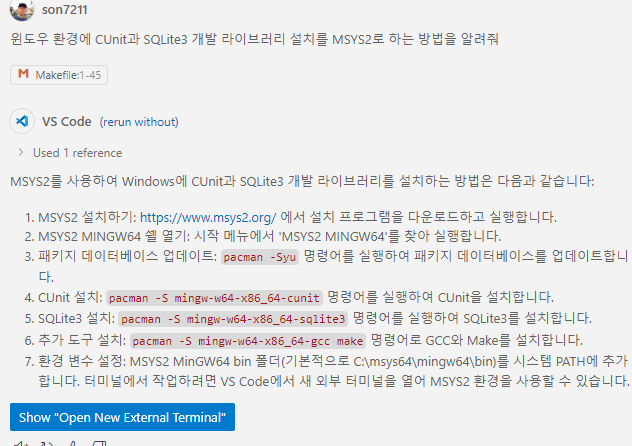 son7211
윈도우 환경에 CUnit과 SQLite3 개발 라이브러리 설치를 MSYS2로 하는 방법을 알려줘
Makefile:1-45
VS Code (rerun without)
Used 1 reference
MSYS2를 사용하여 Windows에 CUnit과 SQLite3 개발 라이브러리를 설치하는 방법은 다음과 같습니다:
1. MSYS2 설치하기: https://www.msys2.org/ 에서 설치 프로그램을 다운로드하고 실행합니다.
2. MSYS2 MINGW64 쉘 열기: 시작 메뉴에서 'MSYS2 MINGW64'를 찾아 실행합니다.
3. 패키지 데이터베이스 업데이트: pacman -Syu 명령어를 실행하여 패키지 데이터베이스를 업데이트합니
다.
4. CUnit 설치: pacman -S mingw-w64-x86_64-cunit 명령어를 실행하여 CUnit을 설치합니다.
5. SQLite3 설치: pacman -S mingw-w64-x86_64-sqlite3 명령어를 실행하여 SQLite3를 설치합니다.
6. 추가 도구 설치: pacman -S mingw-w64-x86_64-gcc make 명령어로 GCC와 Make를 설치합니다.
7. 환경 변수 설정: MSYS2 MinGW64 bin 폴더(기본적으로 C:\msys64\mingw64\bin)를 시스템 PATH에 추가
합니다. 터미널에서 작업하려면 VS Code에서 새 외부 터미널을 열어 MSYS2 환경을 사용할 수 있습니다.
Show "Open New External Terminal"